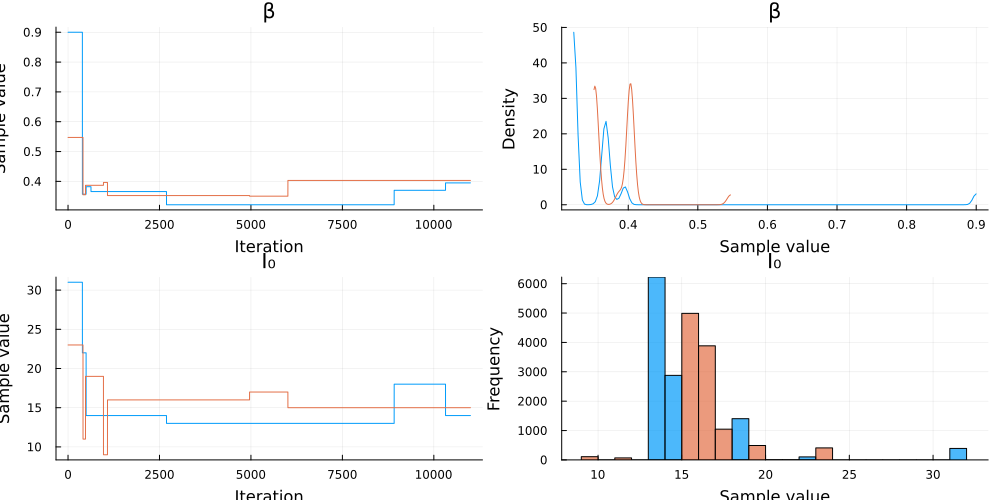 β
Sample value
0.9
0.8
0.7
0.6
0.5
0.4
0 2500 5000 7500 10000
Iteration
β
Density
50
40
30
20
10
0
0.4 0.5 0.6 0.7 0.8 0.9
Sample value
I₀
Sample value
30
25
20
15
10
0 2500 5000 7500 10000
Iteration
I₀
Frequency
6000
5000
4000
3000
2000
1000
0
10 15 20 25 30
Sample value